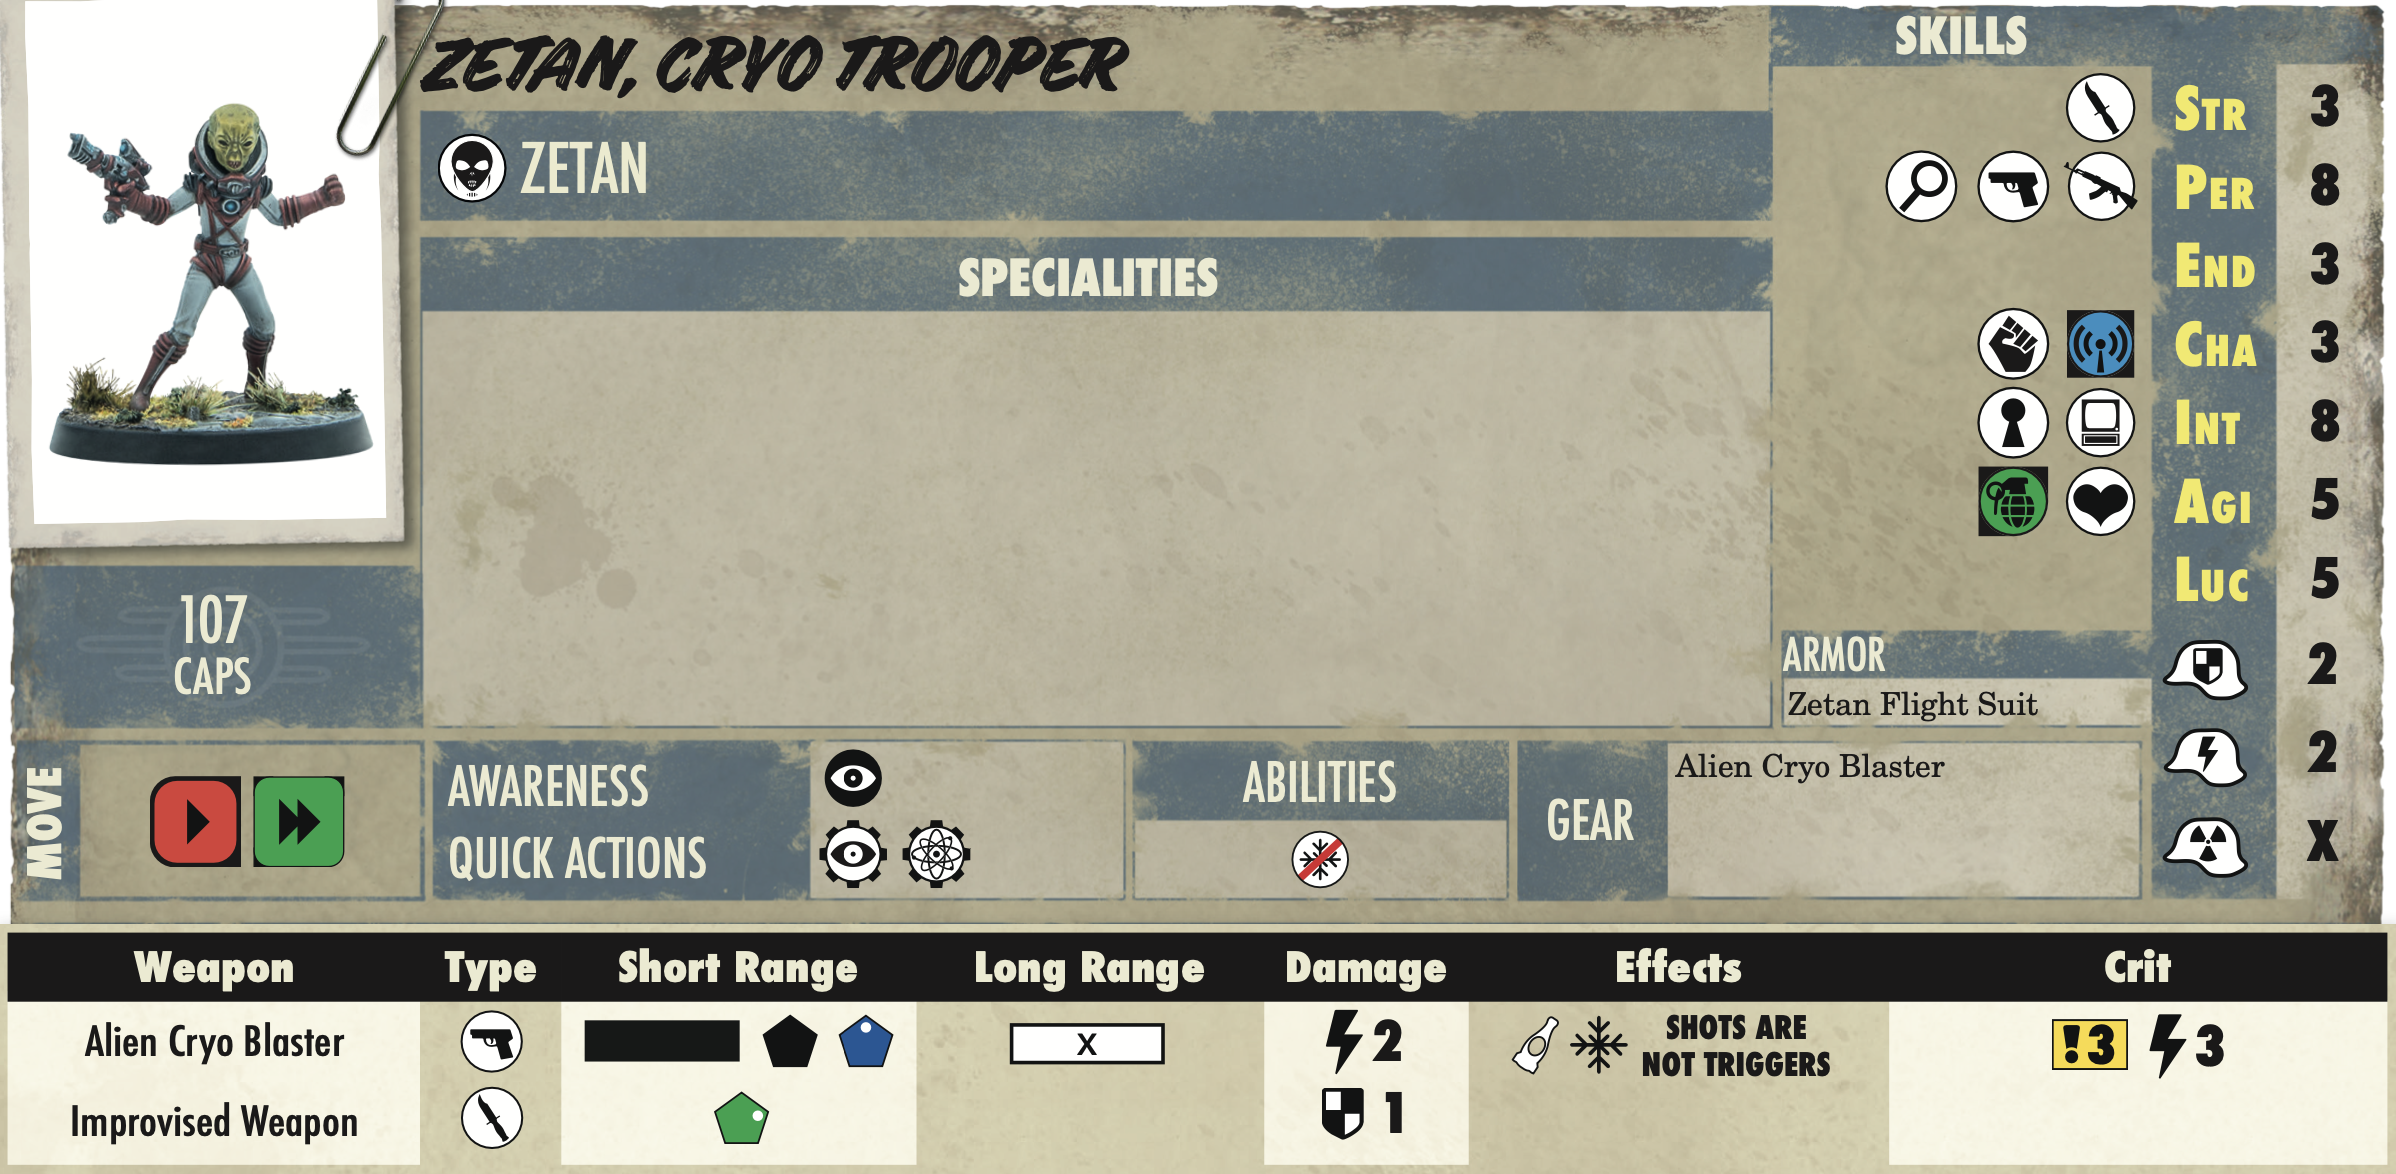 ZETAN, CRYO TROOPER
ZETAN
SPECIALITIES
SKILLS
STR 3
PER 8
END 3
CHA 3
INT 8
AGI 5
LUC 5
107
CAPS
ARMOR
Zetan Flight Suit
2
2
X
MOVE
AWARENESS
QUICK ACTIONS
ABILITIES
GEAR
Alien Cryo Blaster
Weapon Type Short Range Long Range Damage Effects Crit
Alien Cryo Blaster X 2 SHOTS ARE NOT TRIGGERS !3 3
Improvised Weapon 1